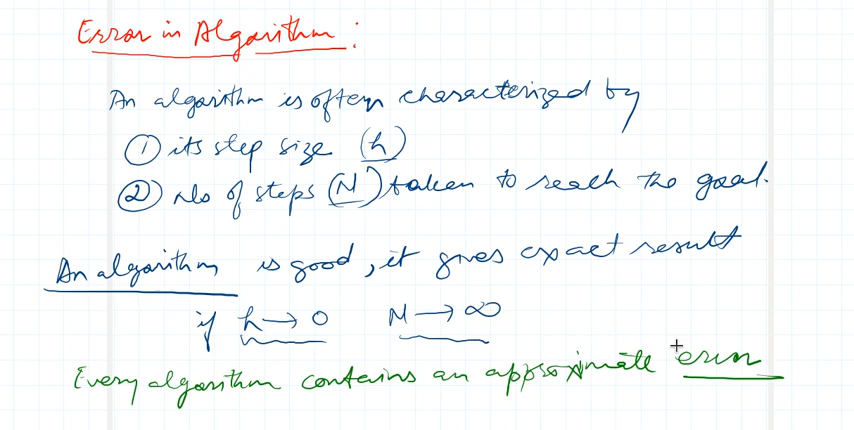 Error in Algorithm :
An algorithm is often characterized by
① its step size (h)
② No of steps (N) taken to reach the goal.
An algorithm is good, it gives exact result
if h → 0 N → ∞
Every algorithm contains an approximate error